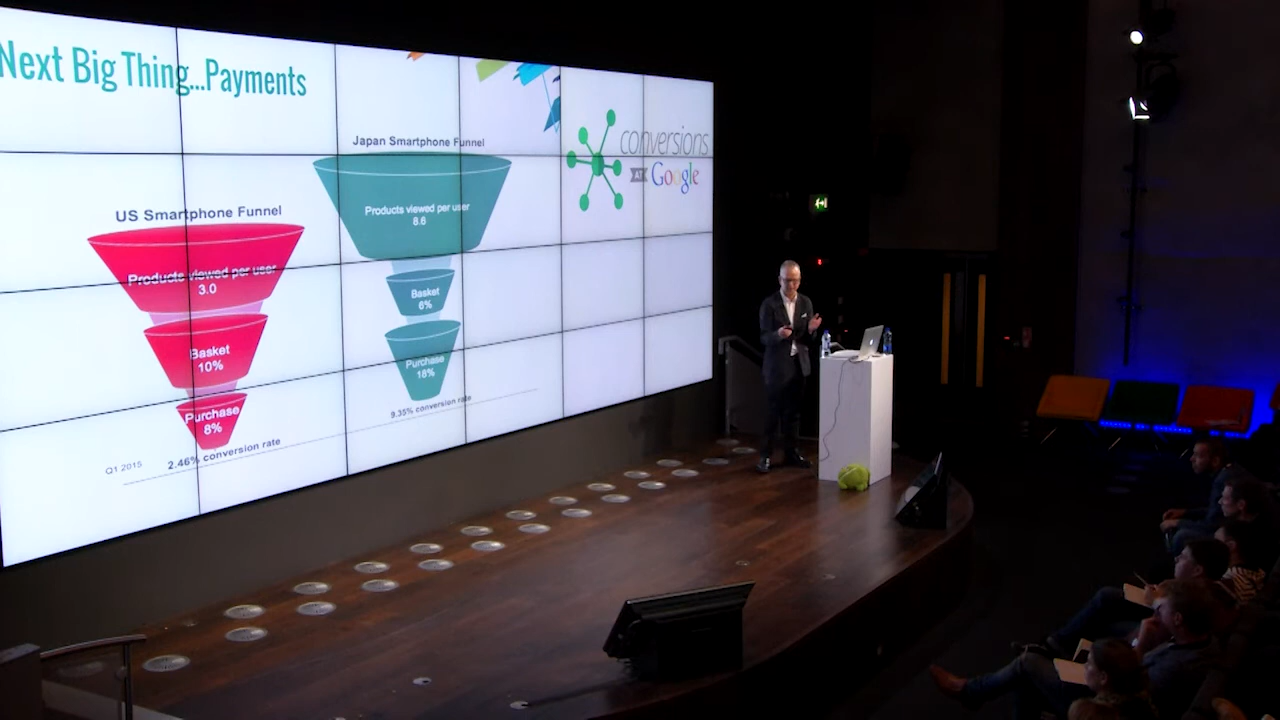 Next Big Thing...Payments
conversions
AT
Google
Japan Smartphone Funnel
Products viewed per user
8.6
Basket
6%
Purchase
18%
9.35% conversion rate
US Smartphone Funnel
Products viewed per user
3.0
Basket
10%
Purchase
8%
2.46% conversion rate
Q1 2015